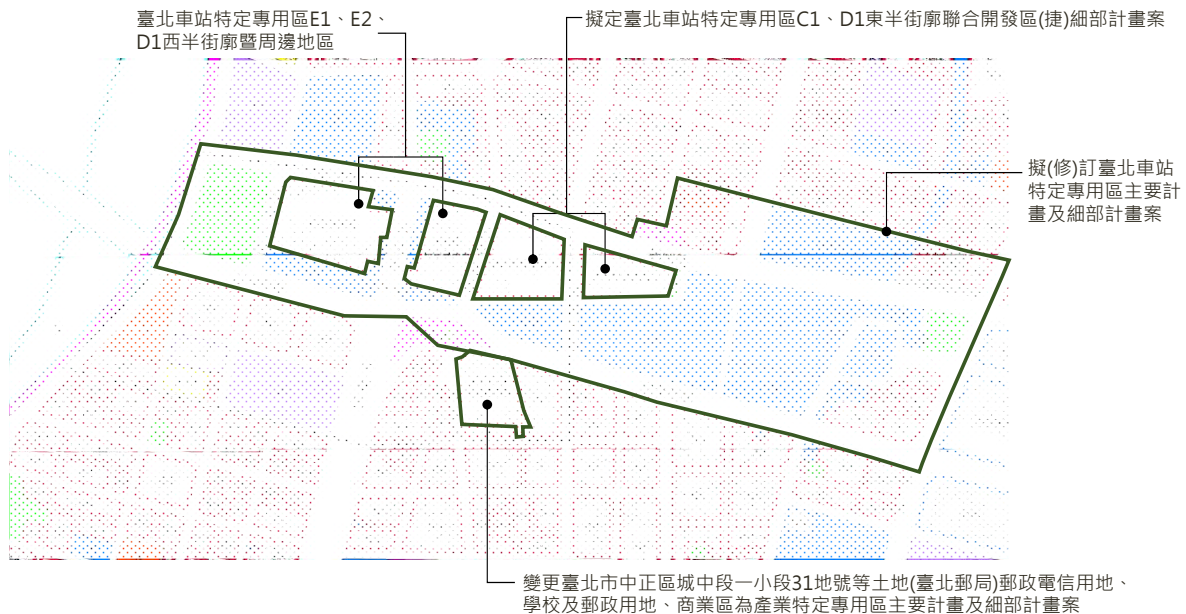 臺北車站特定專用區E1、E2、
D1西半街廓暨周邊地區
擬定臺北車站特定專用區C1、D1東半街廓聯合開發區(捷)細部計畫案
擬(修)訂臺北車站
特定專用區主要計
畫及細部計畫案
變更臺北市中正區城中段一小段31地號等土地(臺北郵局)郵政電信用地、
學校及郵政用地、商業區為產業特定專用區主要計畫及細部計畫案